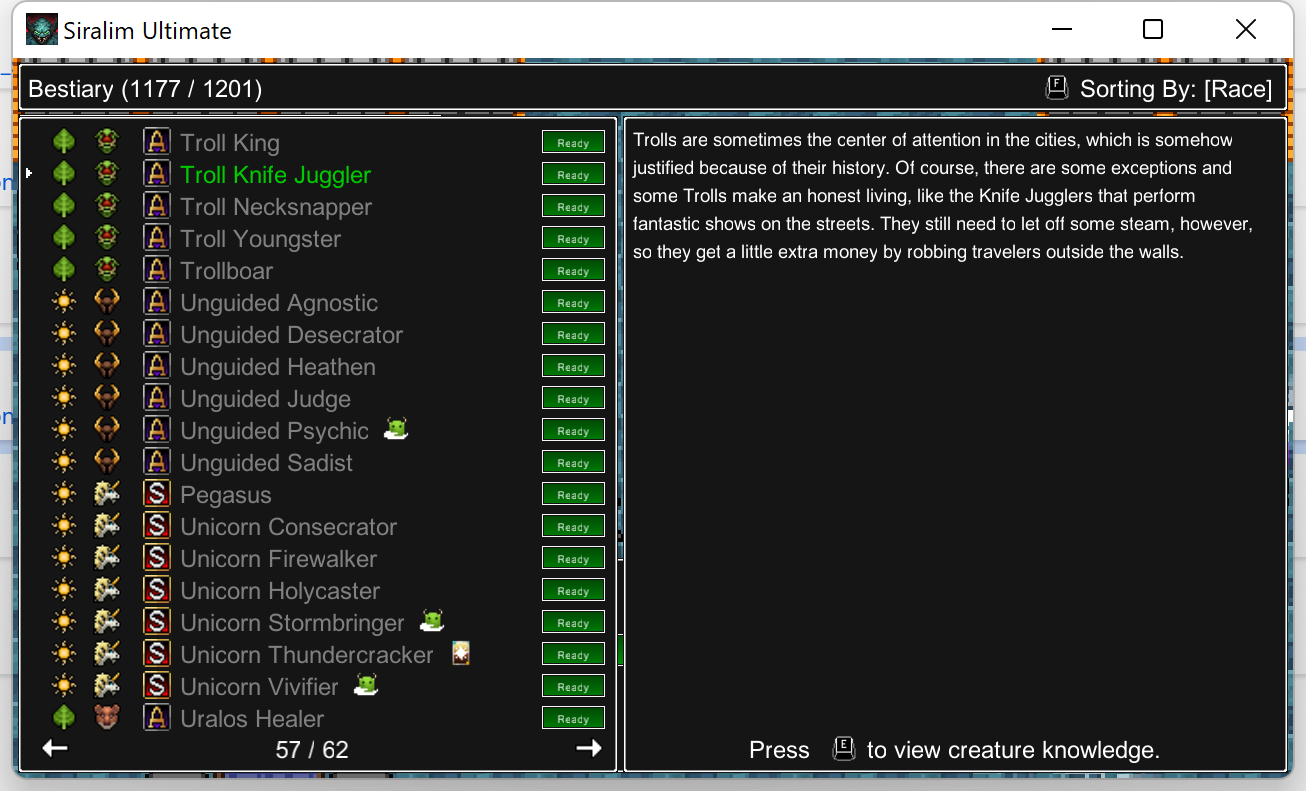 Siralim Ultimate
Bestiary (1177 / 1201)
F Sorting By: [Race]
A Troll King Ready
A Troll Knife Juggler Ready
A Troll Necksnapper Ready
A Troll Youngster Ready
A Trollboar Ready
A Unguided Agnostic Ready
A Unguided Desecrator Ready
A Unguided Heathen Ready
A Unguided Judge Ready
A Unguided Psychic Ready
A Unguided Sadist Ready
S Pegasus Ready
S Unicorn Consecrator Ready
S Unicorn Firewalker Ready
S Unicorn Holycaster Ready
S Unicorn Stormbringer Ready
S Unicorn Thundercracker Ready
S Unicorn Vivifier Ready
A Uralos Healer Ready
57 / 62
Trolls are sometimes the center of attention in the cities, which is somehow
justified because of their history. Of course, there are some exceptions and
some Trolls make an honest living, like the Knife Jugglers that perform
fantastic shows on the streets. They still need to let off some steam, however,
so they get a little extra money by robbing travelers outside the walls.
Press E to view creature knowledge.